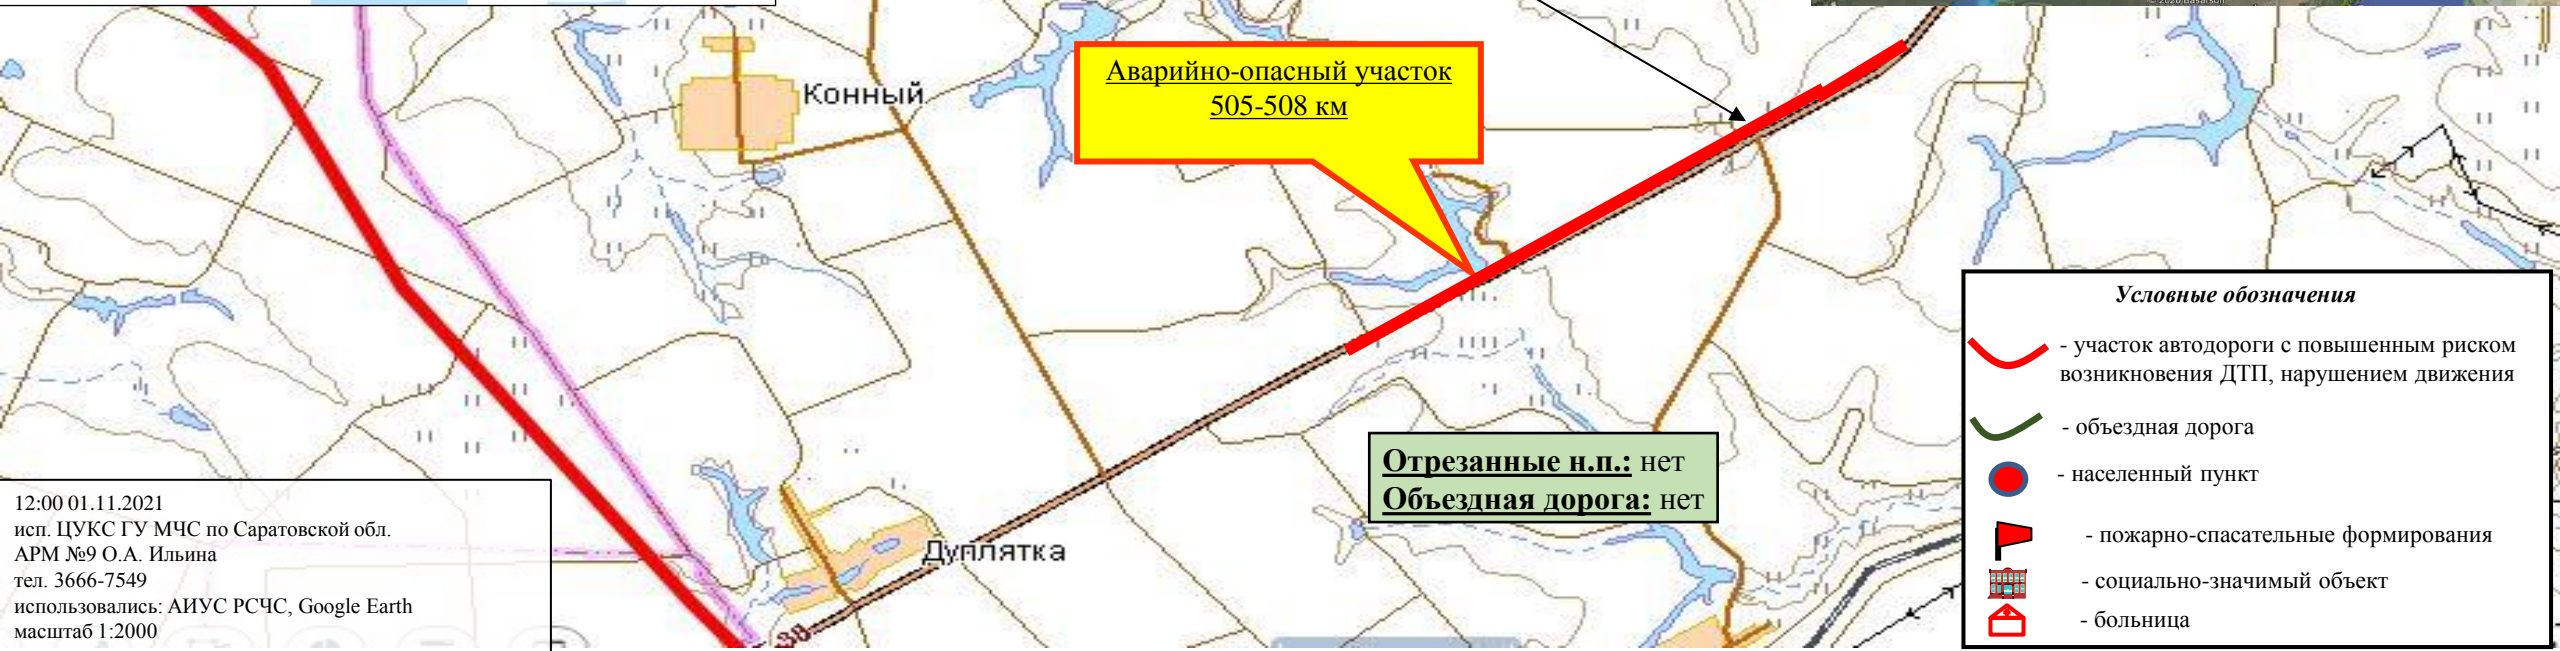 Конный
Аварийно-опасный участок
505-508 км
Условные обозначения
- участок автодороги с повышенным риском
возникновения ДТП, нарушением движения
- объездная дорога
- населенный пункт
- пожарно-спасательные формирования
- социально-значимый объект
- больница
Отрезанные н.п.: нет
Объездная дорога: нет
Дуплятка
12:00 01.11.2021
исп. ЦУКС ГУ МЧС по Саратовской обл.
АРМ №9 О.А. Ильина
тел. 3666-7549
использовались: АИУС РСЧС, Google Earth
масштаб 1:2000